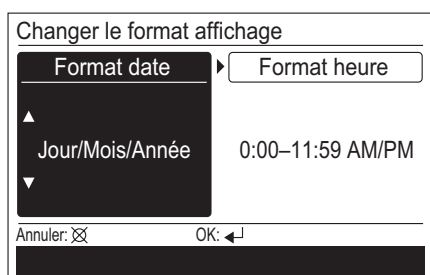 Changer le format affichage
Format date
Format heure
Jour/Mois/Année
0:00–11:59 AM/PM
Annuler:
OK: